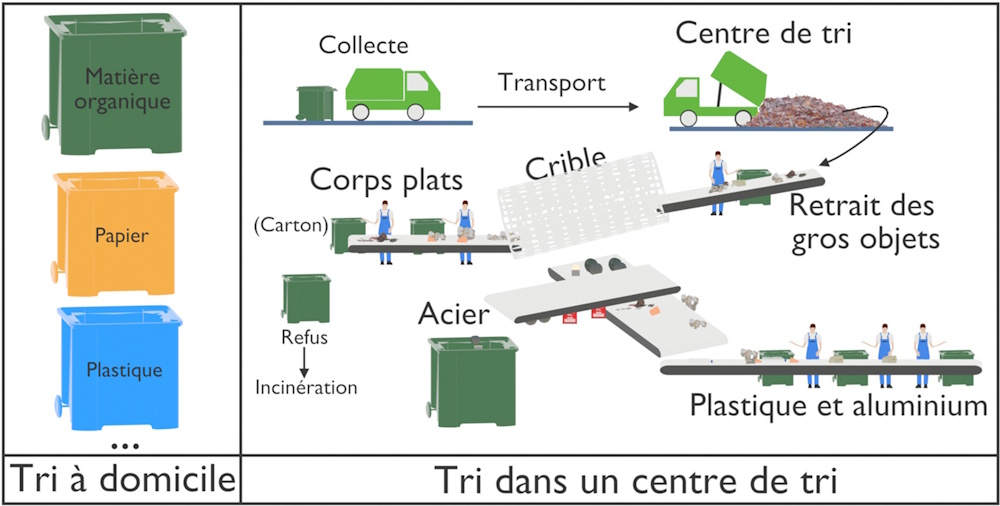 Matière
organique
Papier
Plastique
...
Tri à domicile
Collecte
Transport
Centre de tri
Crible
Corps plats
(Carton)
Retrait des
gros objets
Acier
Refus
Incinération
Plastique et aluminium
Tri dans un centre de tri